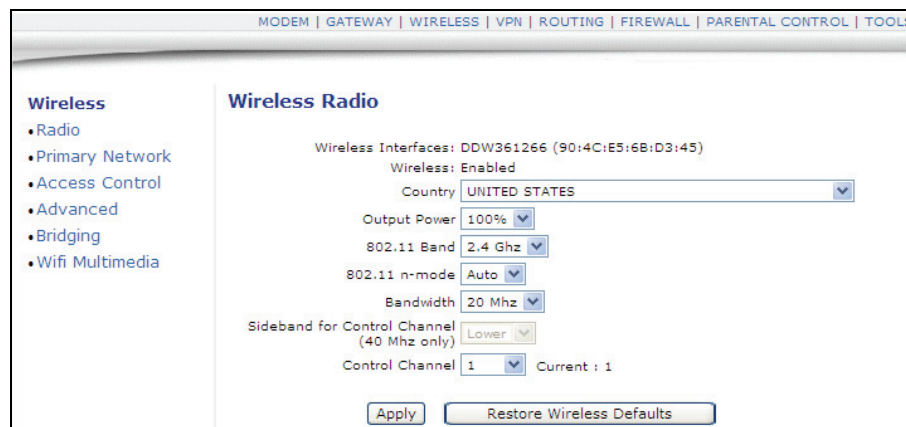 MODEM | GATEWAY | WIRELESS | VPN | ROUTING | FIREWALL | PARENTAL CONTROL | TOOLS
Wireless
•Radio
•Primary Network
•Access Control
•Advanced
•Bridging
•Wifi Multimedia
Wireless Radio
Wireless Interfaces: DDW361266 (90:4C:E5:6B:D3:45)
Wireless: Enabled
Country UNITED STATES
Output Power 100%
802.11 Band 2.4 Ghz
802.11 n-mode Auto
Bandwidth 20 Mhz
Sideband for Control Channel
(40 Mhz only) Lower
Control Channel 1 Current : 1
Apply Restore Wireless Defaults